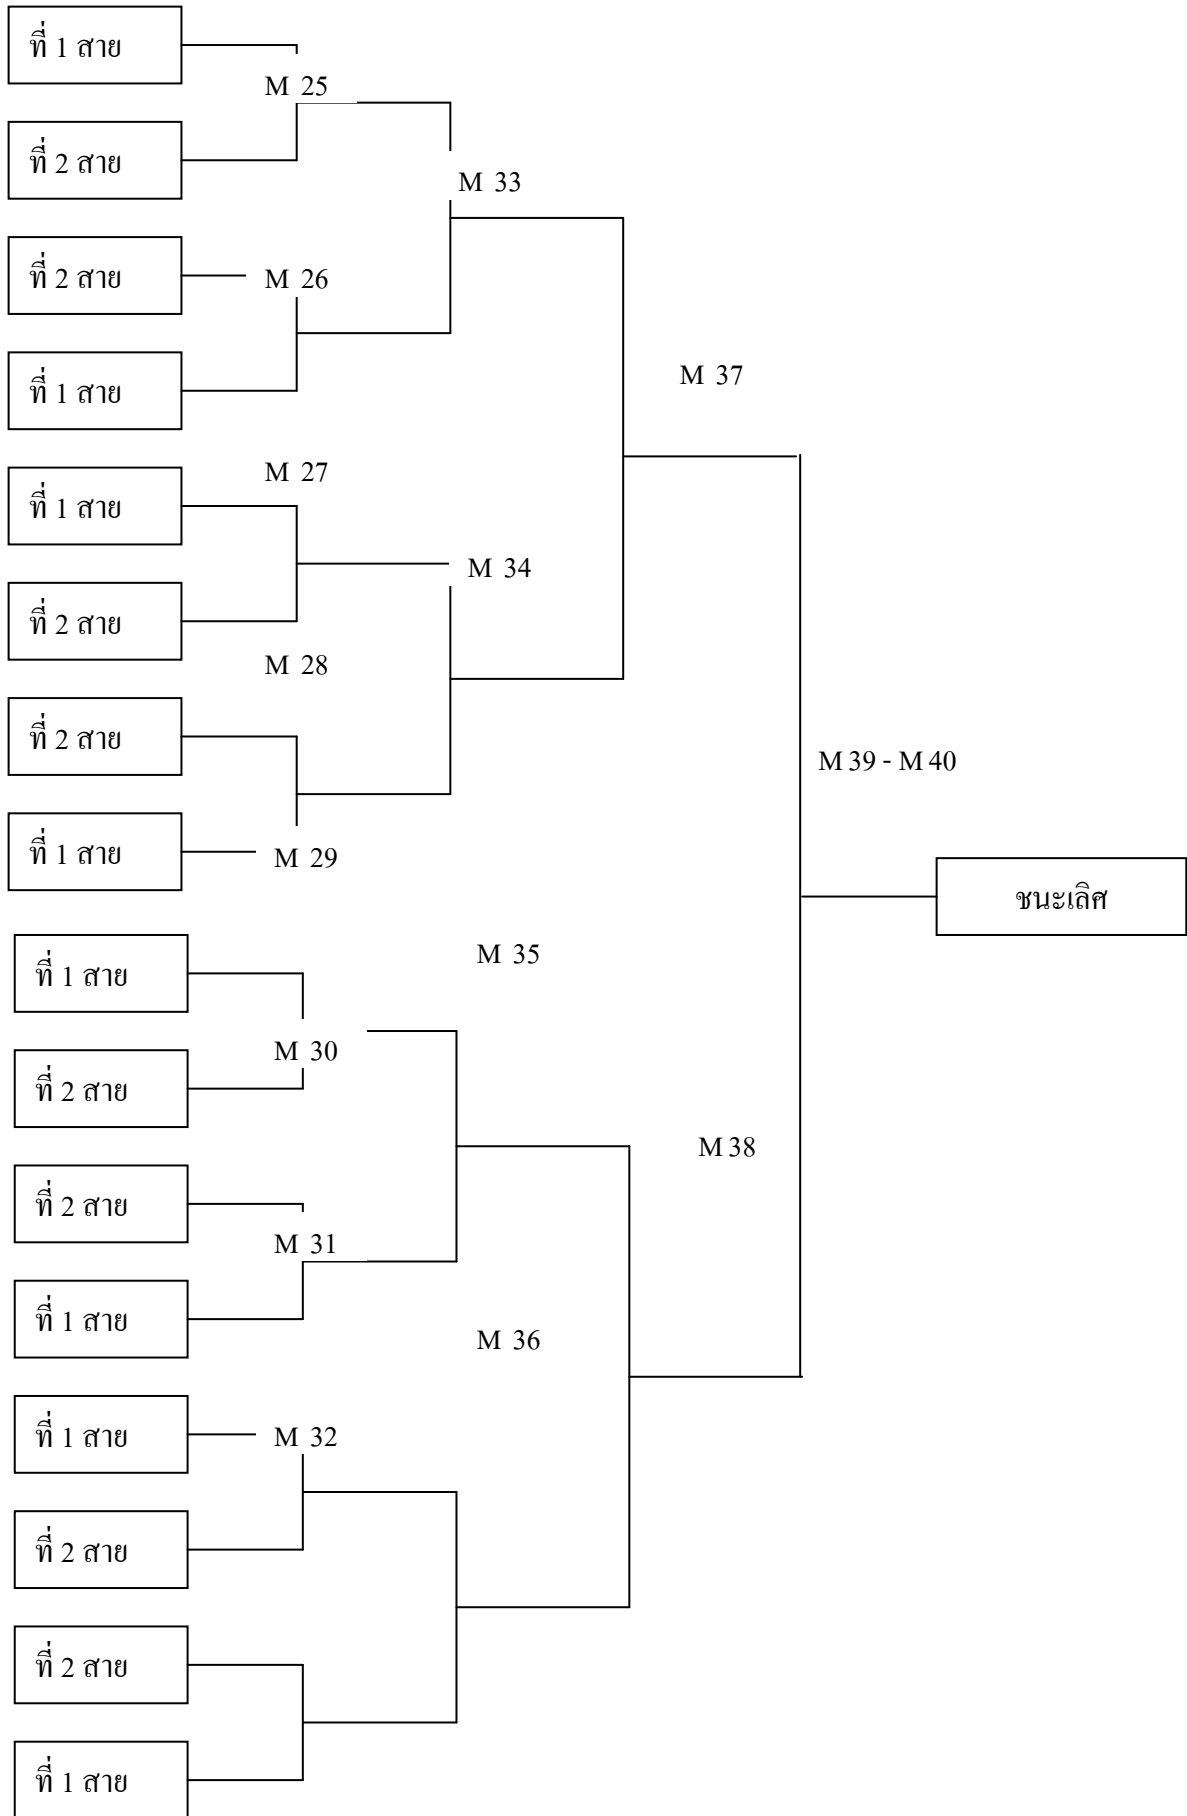 ที่ 1 สาย
M 25
ที่ 2 สาย
M 33
ที่ 2 สาย
M 26
ที่ 1 สาย
M 37
M 27
ที่ 1 สาย
M 34
ที่ 2 สาย
M 28
ที่ 2 สาย
M 39 - M 40
ที่ 1 สาย
M 29
ชนะเลิศ
M 35
ที่ 1 สาย
M 30
ที่ 2 สาย
M 38
ที่ 2 สาย
M 31
ที่ 1 สาย
M 36
ที่ 1 สาย
M 32
ที่ 2 สาย
ที่ 2 สาย
ที่ 1 สาย